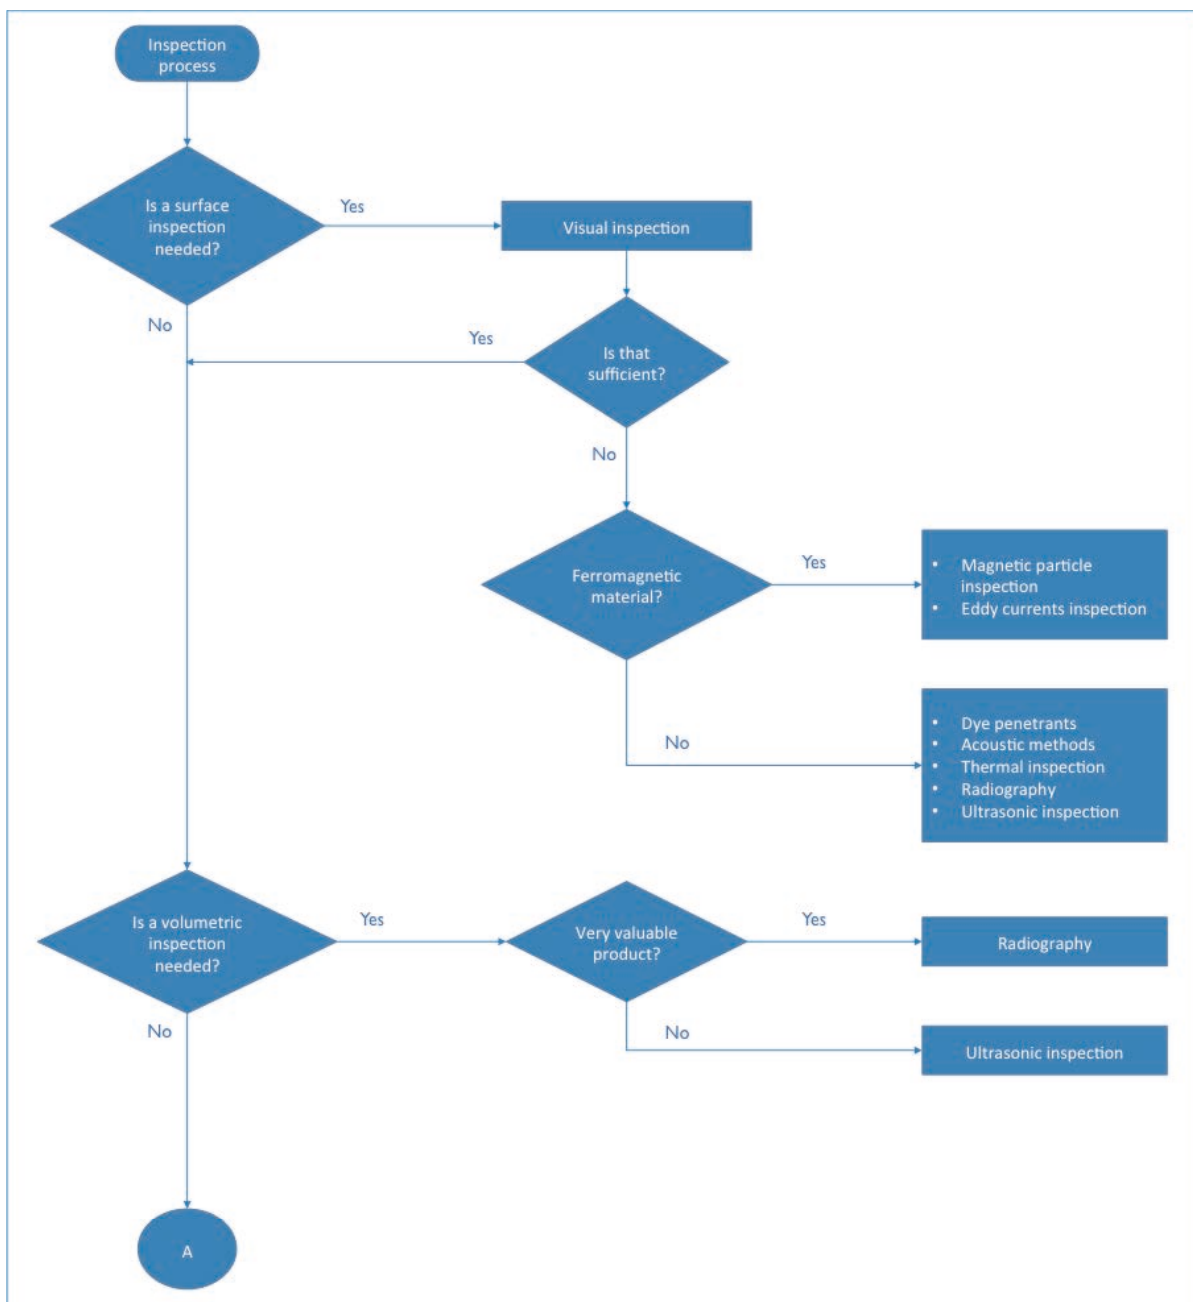 Inspection
process
Is a surface
inspection
needed?
Yes
Visual inspection
No
Yes
Is that
sufficient?
No
Ferromagnetic
material?
Yes
• Magnetic particle
inspection
• Eddy currents inspection
No
• Dye penetrants
• Acoustic methods
• Thermal inspection
• Radiography
• Ultrasonic inspection
Is a volumetric
inspection
needed?
Yes
Very valuable
product?
Yes
Radiography
No
No
Ultrasonic inspection
A